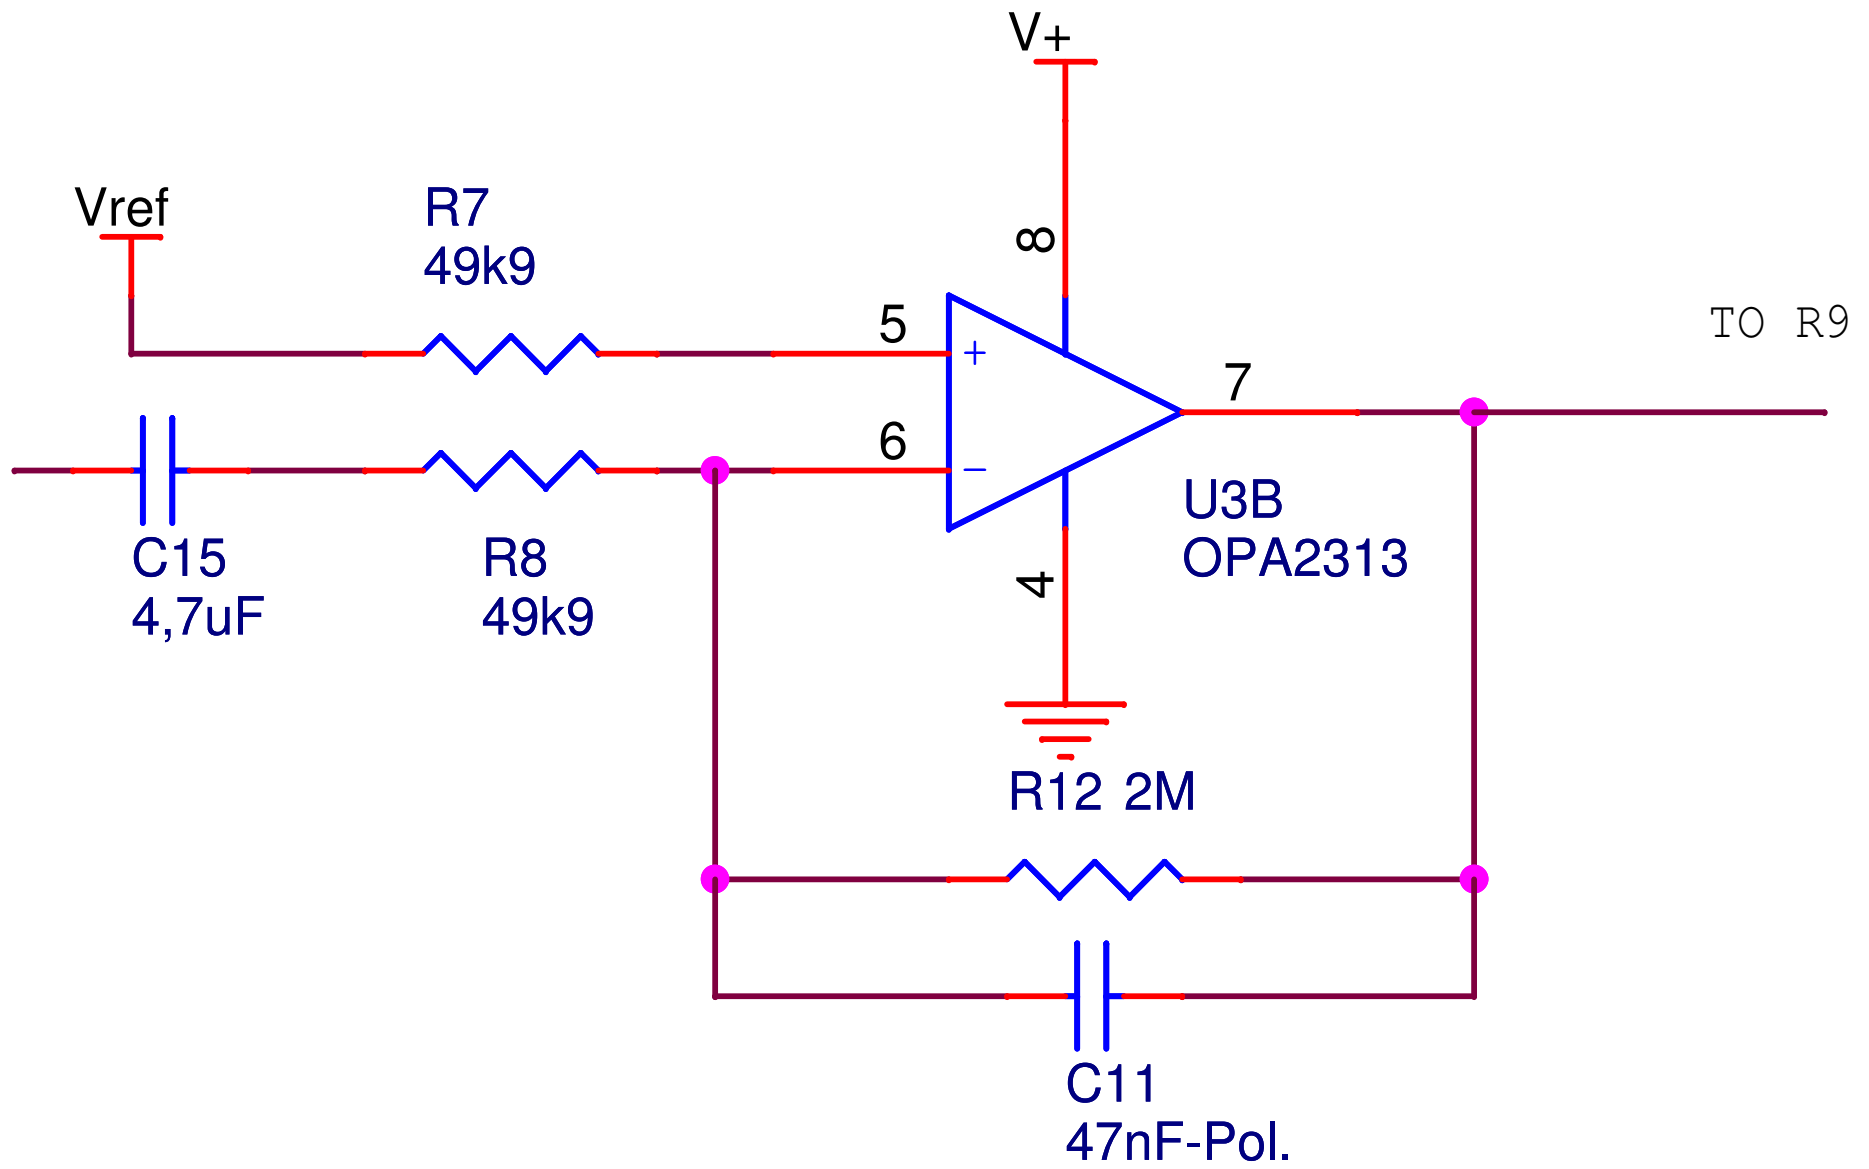 V+
Vref
R7
49k9
8
5
+
TO R9
7
6
−
C15
4,7uF
R8
49k9
U3B
OPA2313
4
R12 2M
C11
47nF-Pol.